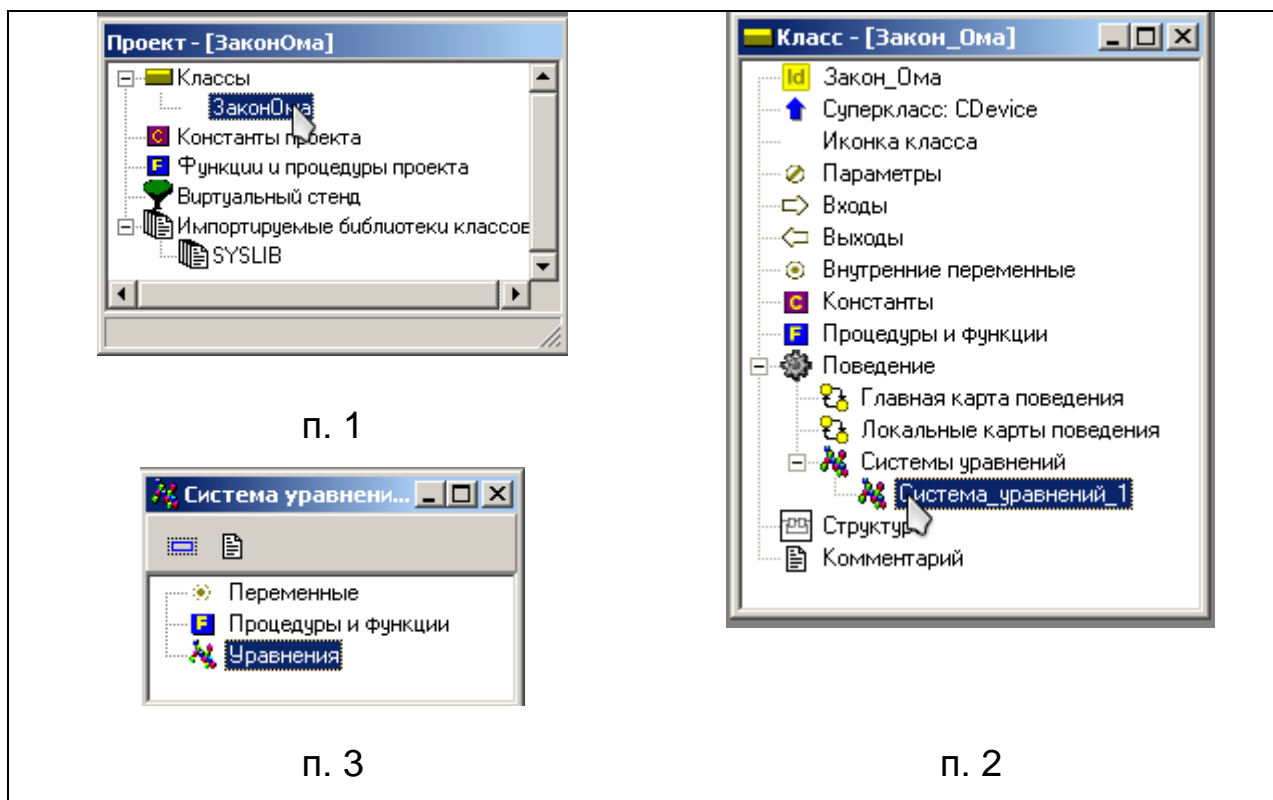 Проект - [ЗаконОма]
Классы
ЗаконОма
Константы проекта
Функции и процедуры проекта
Виртуальный стенд
Импортируемые библиотеки классов
SYSLIB
п. 1
Класс - [Закон_Ома]
Закон_Ома
Суперкласс: CDevice
Иконка класса
Параметры
Входы
Выходы
Внутренние переменные
Константы
Процедуры и функции
Поведение
Главная карта поведения
Локальные карты поведения
Системы уравнений
Система_уравнений_1
Структура
Комментарий
п. 2
Система уравнени...
Переменные
Процедуры и функции
Уравнения
п. 3